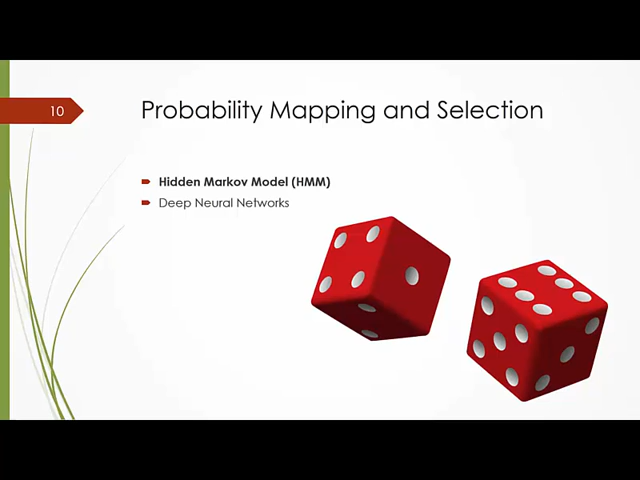 10
Probability Mapping and Selection
Hidden Markov Model (HMM)
Deep Neural Networks